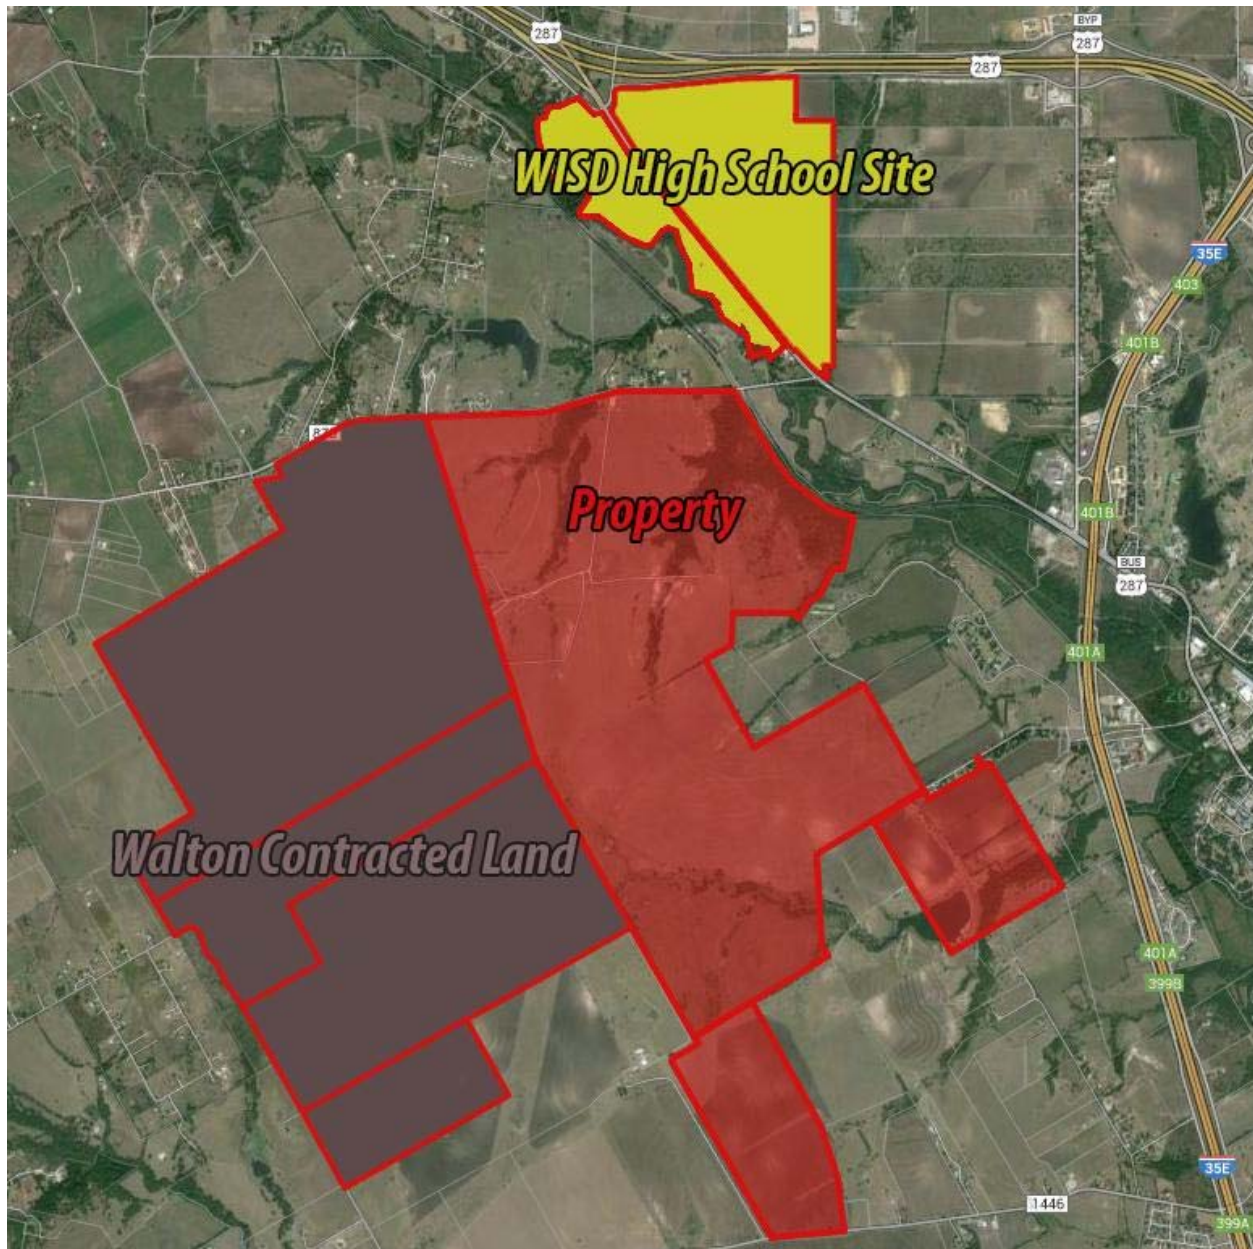 287
BYP
287
287
WISD High School Site
35E
403
401B
87
Property
401B
BUS
287
401A
Walton Contracted Land
401A
399B
35E
1446
399A